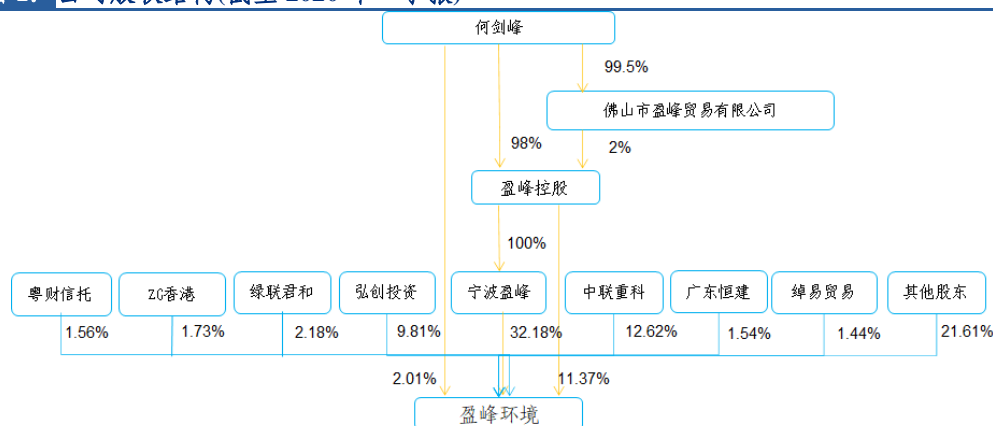 何剑峰
99.5%
佛山市盈峰贸易有限公司
98%
2%
盈峰控股
100%
粤财信托
ZG香港
绿联君和
弘创投资
宁波盈峰
中联重科
广东恒建
绰易贸易
其他股东
1.56%
1.73%
2.18%
9.81%
32.18%
12.62%
1.54%
1.44%
21.61%
2.01%
11.37%
盈峰环境